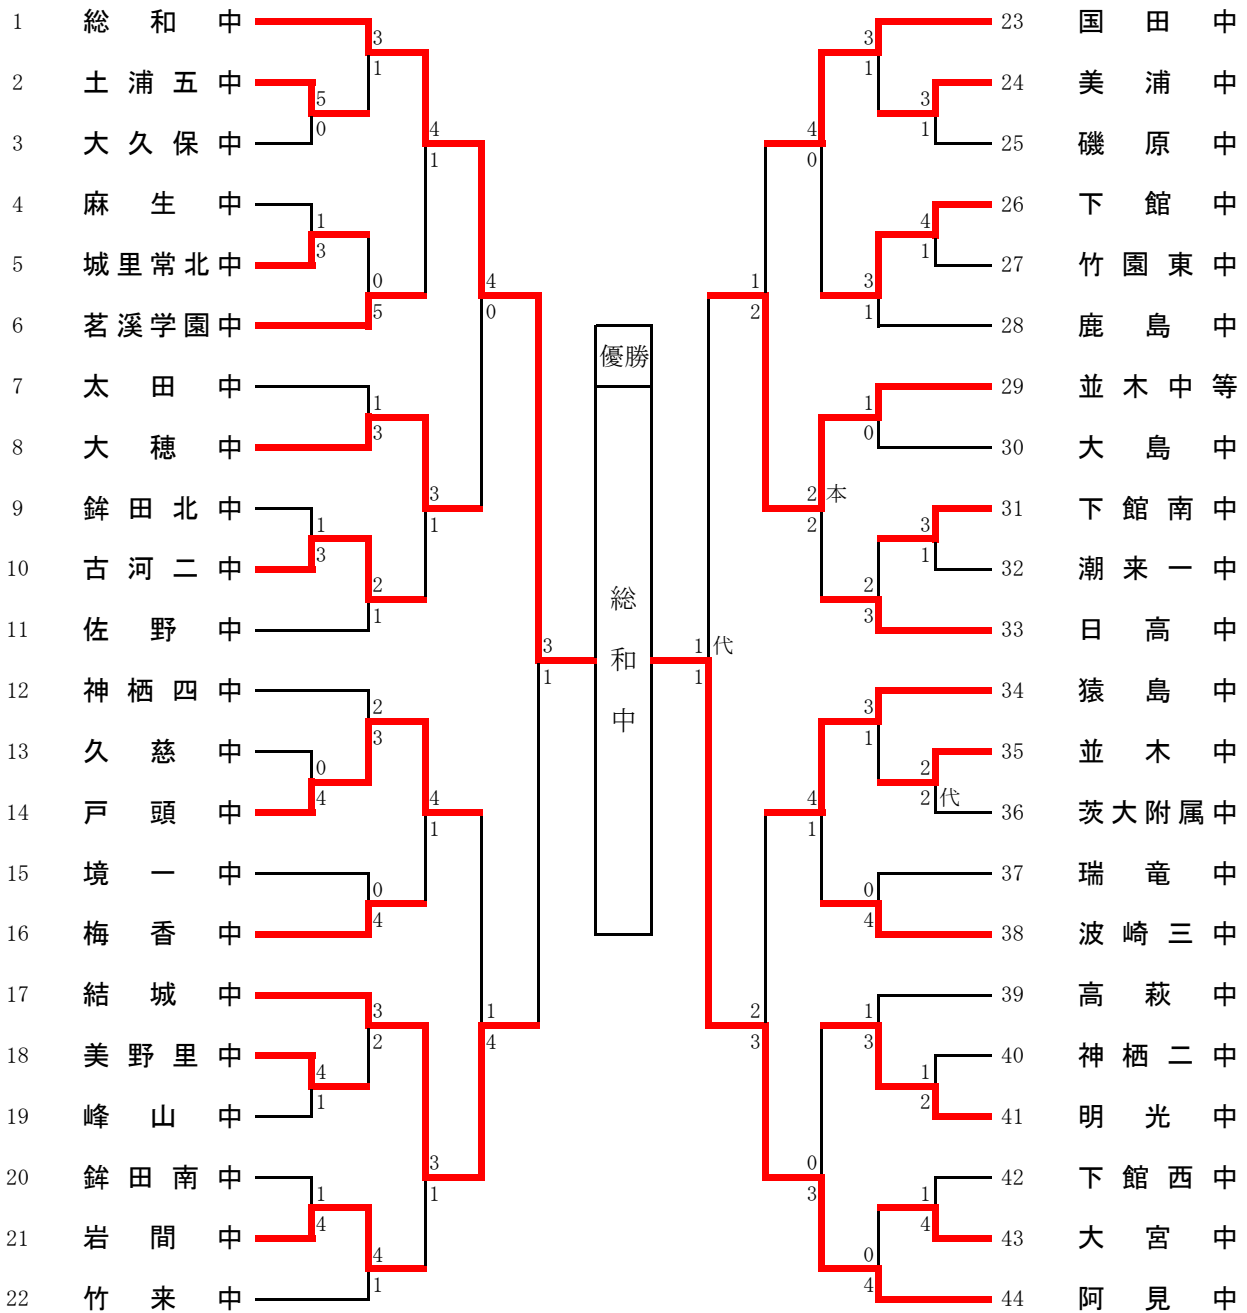 1 総和中 3 3 国田中 23
1 1
2 土浦五中 5 3 美浦中 24
0 4 4 1
3 大久保中 1 0 磯原中 25
4 麻生中 1 4 下館中 26
3 1
5 城里常北中 0 4 1 3 竹園東中 27
5 0 2 1
6 茗溪学園中 鹿島中 28
優勝
7 太田中 1 1 並木中等 29
3 0
8 大穂中 大島中 30
3 2 本
9 鉾田北中 1 1 2 3 下館南中 31
3 1
10 古河二中 2 2 潮来一中 32
1 3
11 佐野中 日高中 33
総和中
3 1 代
1 1
12 神栖四中 2 3 猿島中 34
3 1
13 久慈中 0 2 並木中 35
4 2 代
14 戸頭中 4 4 茨大附属中 36
1 1
15 境一中 0 0 瑞竜中 37
4 4
16 梅香中 波崎三中 38
17 結城中 3 1 2 1 高萩中 39
2 4 3 3
18 美野里中 4 1 神栖二中 40
1 2
19 峰山中 明光中 41
3 0
20 鉾田南中 1 1 3 1 下館西中 42
4 4
21 岩間中 4 0 大宮中 43
1 4
22 竹来中 阿見中 44